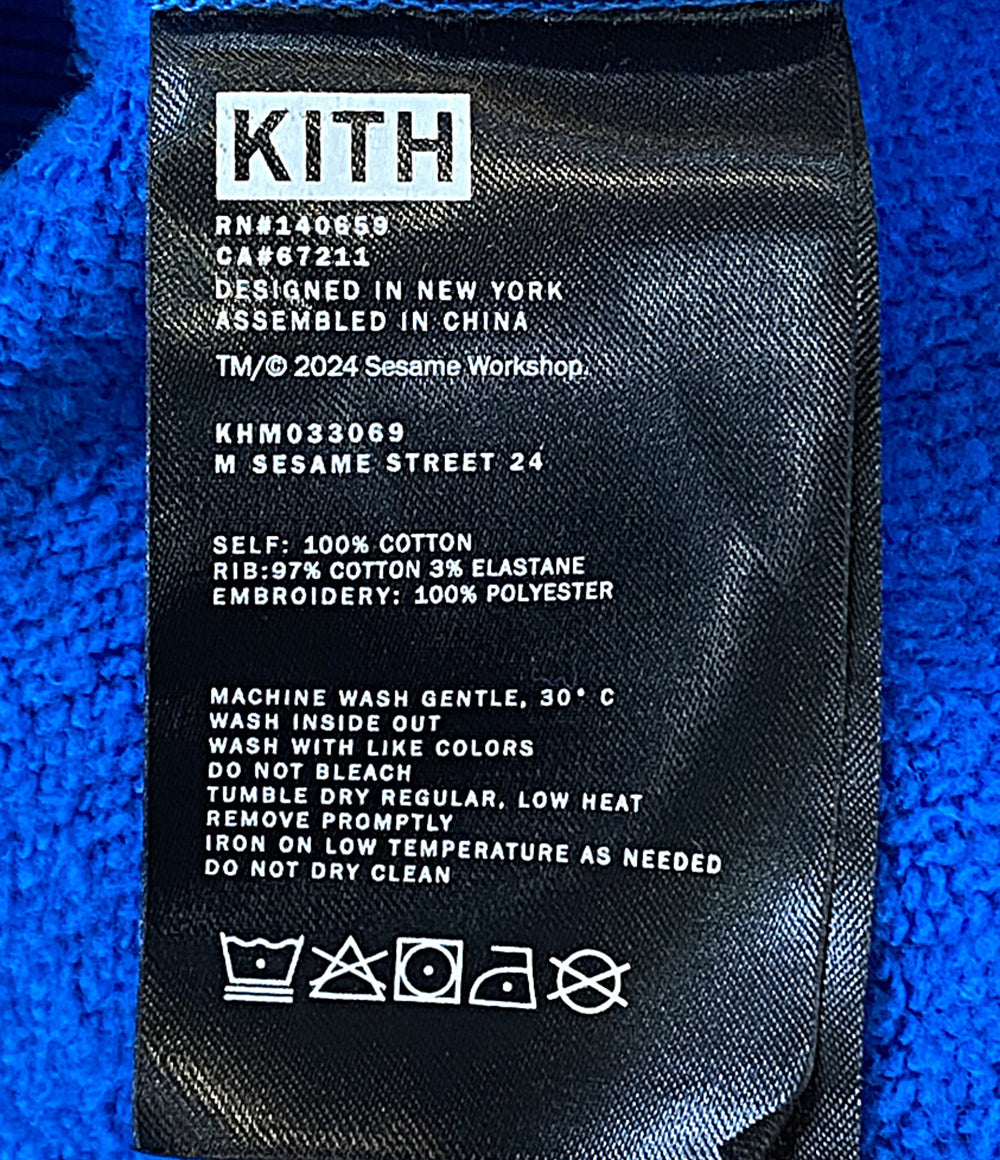 KITH
RN#140659
CA#67211
DESIGNED IN NEW YORK
ASSEMBLED IN CHINA
TM/© 2024 Sesame Workshop.
KHM033069
M SESAME STREET 24
SELF: 100% COTTON
RIB:97% COTTON 3% ELASTANE
EMBROIDERY: 100% POLYESTER
MACHINE WASH GENTLE, 30° C
WASH INSIDE OUT
WASH WITH LIKE COLORS
DO NOT BLEACH
TUMBLE DRY REGULAR, LOW HEAT
REMOVE PROMPTLY
IRON ON LOW TEMPERATURE AS NEEDED
DO NOT DRY CLEAN